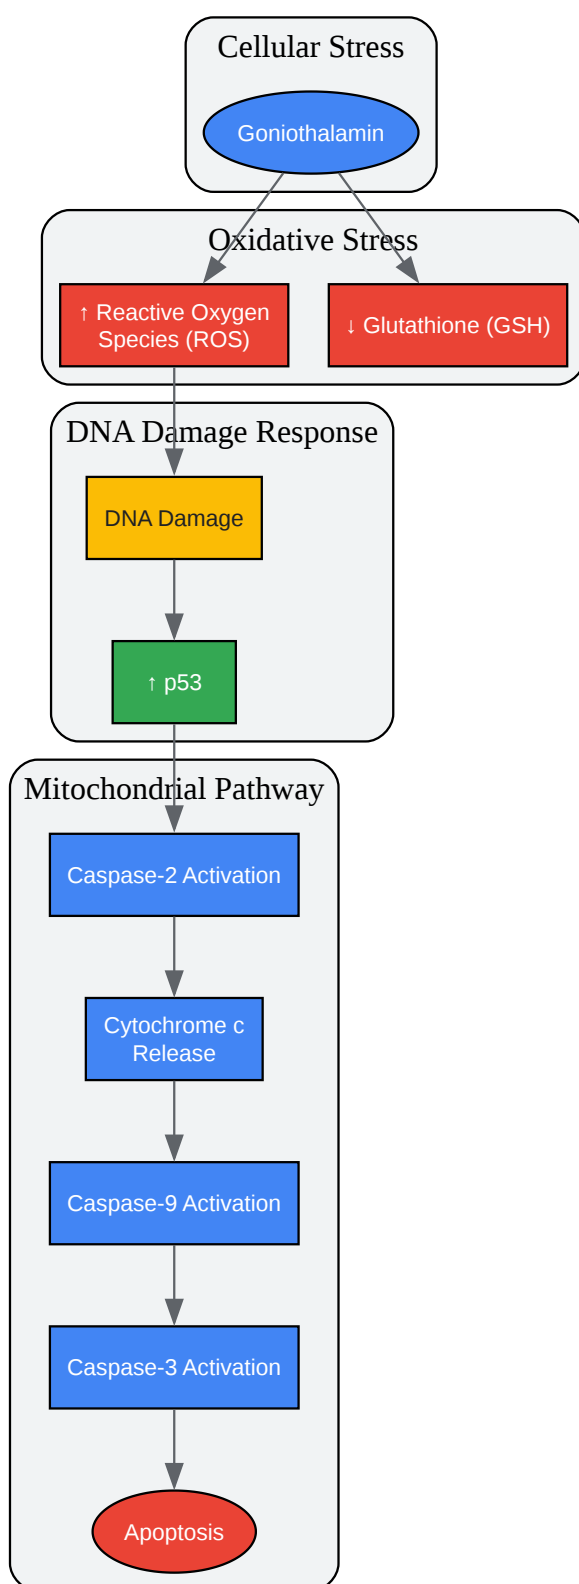 Cellular Stress
Goniothalamin
Oxidative Stress
↑ Reactive Oxygen
Species (ROS)
↓ Glutathione (GSH)
DNA Damage Response
DNA Damage
↑ p53
Mitochondrial Pathway
Caspase-2 Activation
Cytochrome c
Release
Caspase-9 Activation
Caspase-3 Activation
Apoptosis